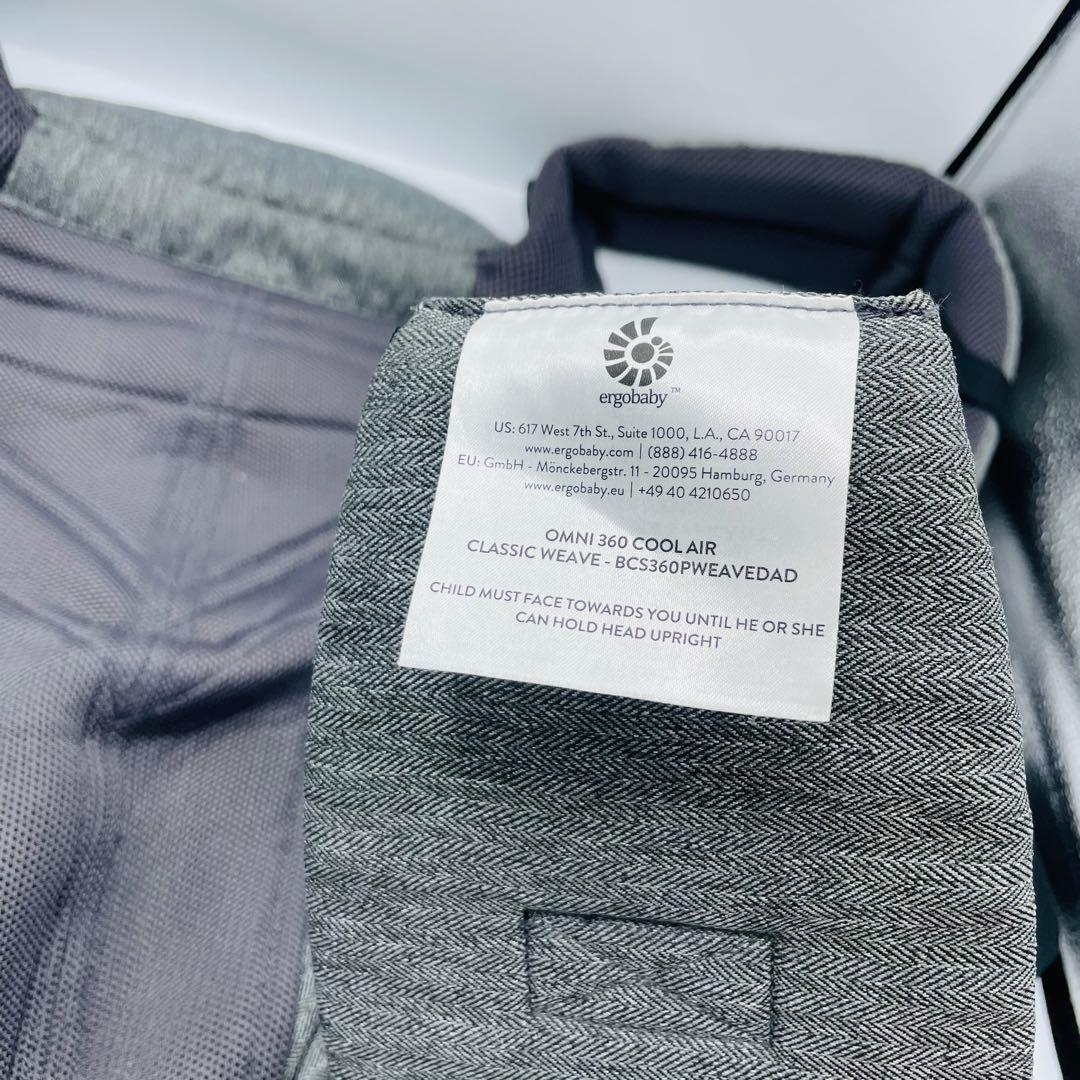 ergobaby™
US: 617 West 7th St., Suite 1000, L.A., CA 90017
www.ergobaby.com | (888) 416-4888
EU: GmbH - Mönckebergstr. 11 - 20095 Hamburg, Germany
www.ergobaby.eu | +49 40 4210650
OMNI 360 COOL AIR
CLASSIC WEAVE - BCS360PWEAVEDAD
CHILD MUST FACE TOWARDS YOU UNTIL HE OR SHE
CAN HOLD HEAD UPRIGHT